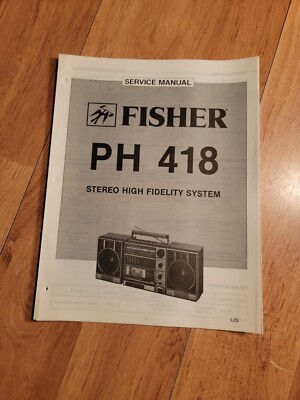 SERVICE MANUAL
FISHER
PH 418
STEREO HIGH FIDELITY SYSTEM
US